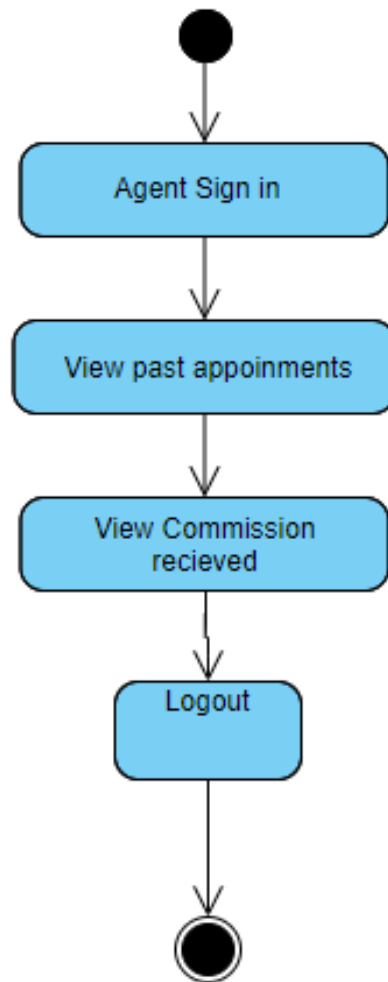 Agent Sign in
View past appoinments
View Commission
recieved
Logout